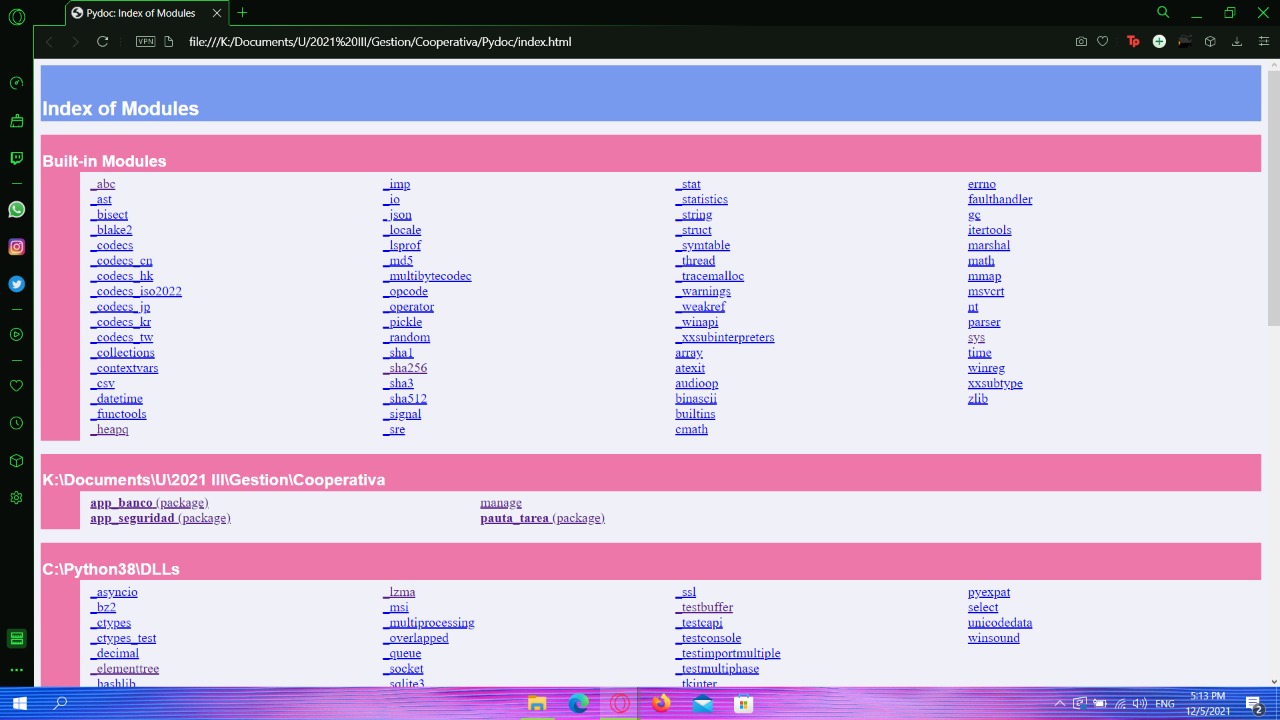 Pydoc: Index of Modules
VPN
file:///K:/Documents/U/2021%20III/Gestion/Cooperativa/Pydoc/index.html
Tp
Index of Modules
Built-in Modules
_abc
_ast
_bisect
_blake2
_codecs
_codecs_cn
_codecs_hk
_codecs_iso2022
_codecs_jp
_codecs_kr
_codecs_tw
_collections
_contextvars
_csv
_datetime
_functools
_heapq
_imp
_io
_json
_locale
_lsprof
_md5
_multibytecodec
_opcode
_operator
_pickle
_random
_sha1
_sha256
_sha3
_sha512
_signal
_sre
_stat
_statistics
_string
_struct
_symtable
_thread
_tracemalloc
_warnings
_weakref
_winapi
_xxsubinterpreters
array
atexit
audioop
binascii
builtins
cmath
errno
faulthandler
gc
itertools
marshal
math
mmap
msvcrt
nt
parser
sys
time
winreg
xxsubtype
zlib
K:\Documents\U\2021 III\Gestion\Cooperativa
app_banco (package)
app_seguridad (package)
manage
pauta_tarea (package)
C:\Python38\DLLs
_asyncio
_bz2
_ctypes
_ctypes_test
_decimal
_elementtree
_hashlib
_lzma
_msi
_multiprocessing
_overlapped
_queue
_socket
_sqlite3
_ssl
_testbuffer
_testcapi
_testconsole
_testimportmultiple
_testmultiphase
_tkinter
pyexpat
select
unicodedata
winsound
ENG
5:13 PM
12/5/2021
2